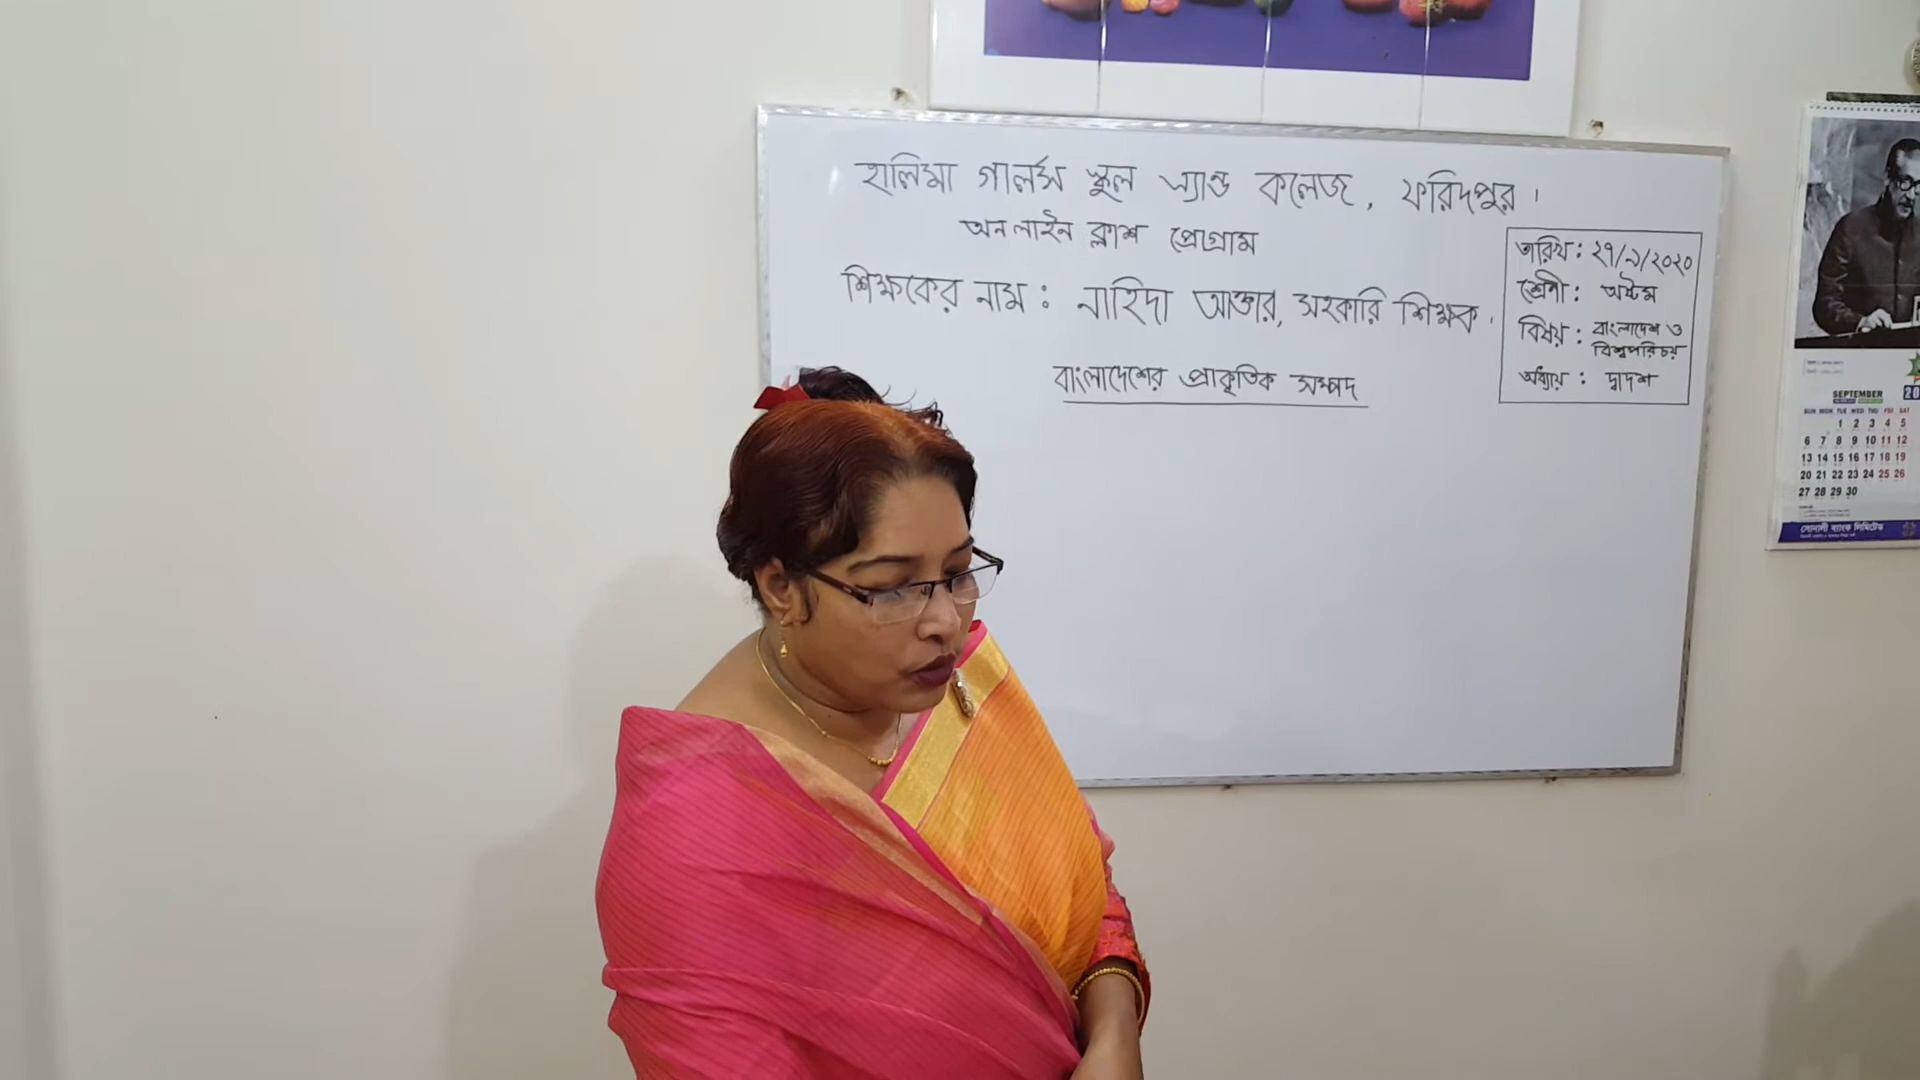 হালিমা গার্লস স্কুল এ্যান্ড কলেজ, ফরিদপুর।
অনলাইন ক্লাশ প্রেগ্রাম
শিক্ষকের নাম : নাহিদা আক্তার, সহকারি শিক্ষক।
বাংলাদেশের প্রাকৃতিক সম্পদ
তারিখ : ২৭/৯/২০২০
শ্রেণী : অষ্টম
বিষয় : বাংলাদেশ ও
বিশ্বপরিচয়
অধ্যায় : দ্বাদশ
SEPTEMBER 20
SUN MON TUE WED THU FRI SAT
1 2 3 4 5
6 7 8 9 10 11 12
13 14 15 16 17 18 19
20 21 22 23 24 25 26
27 28 29 30
সোনালী ব্যাংক লিমিটেড